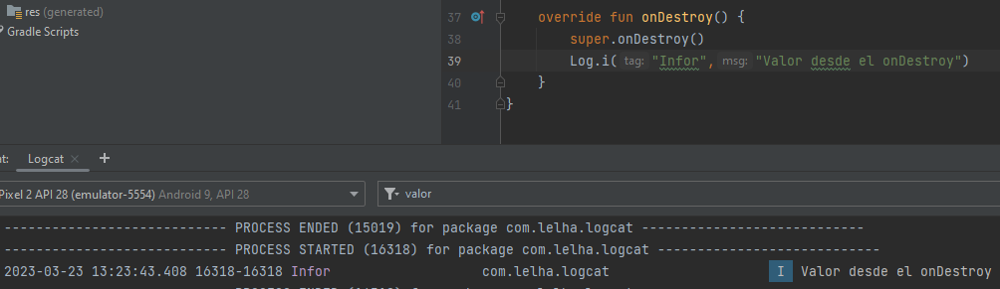 res (generated)
Gradle Scripts
37 override fun onDestroy() {
38 super.onDestroy()
39 Log.i( tag: "Infor", msg: "Valor desde el onDestroy")
40 }
41 }
nt: Logcat × +
Pixel 2 API 28 (emulator-5554) Android 9, API 28
valor
---------------------------- PROCESS ENDED (15019) for package com.lelha.logcat ----------------------------
---------------------------- PROCESS STARTED (16318) for package com.lelha.logcat ----------------------------
2023-03-23 13:23:43.408 16318-16318 Infor com.lelha.logcat I Valor desde el onDestroy